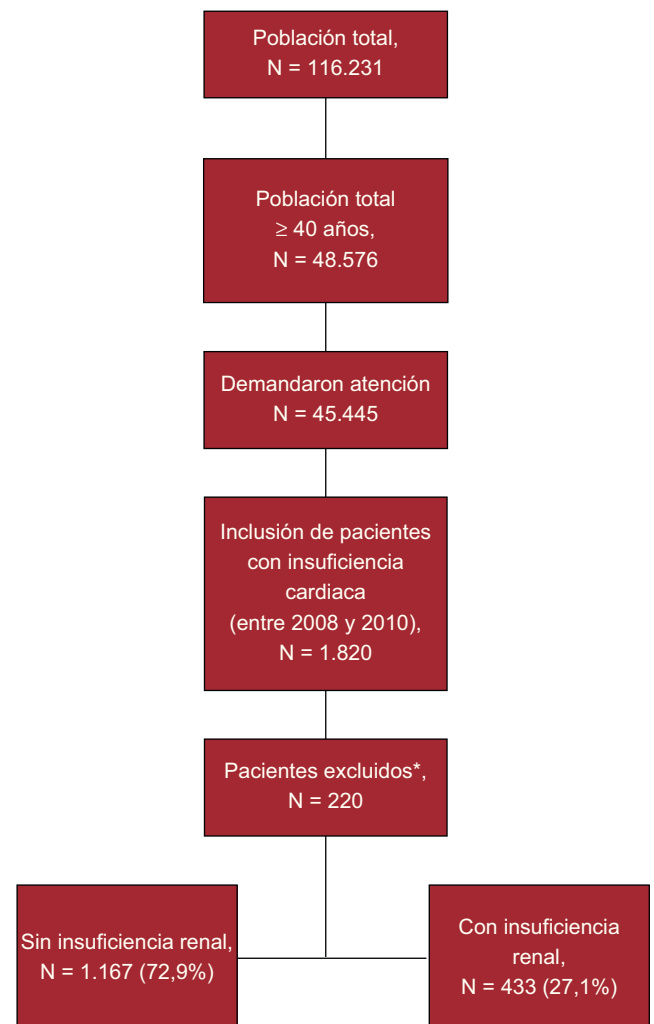 Población total,
N = 116.231
Población total
≥ 40 años,
N = 48.576
Demandaron atención
N = 45.445
Inclusión de pacientes
con insuficiencia
cardiaca
(entre 2008 y 2010),
N = 1.820
Pacientes excluidos*,
N = 220
Sin insuficiencia renal,
N = 1.167 (72,9%)
Con insuficiencia
renal,
N = 433 (27,1%)